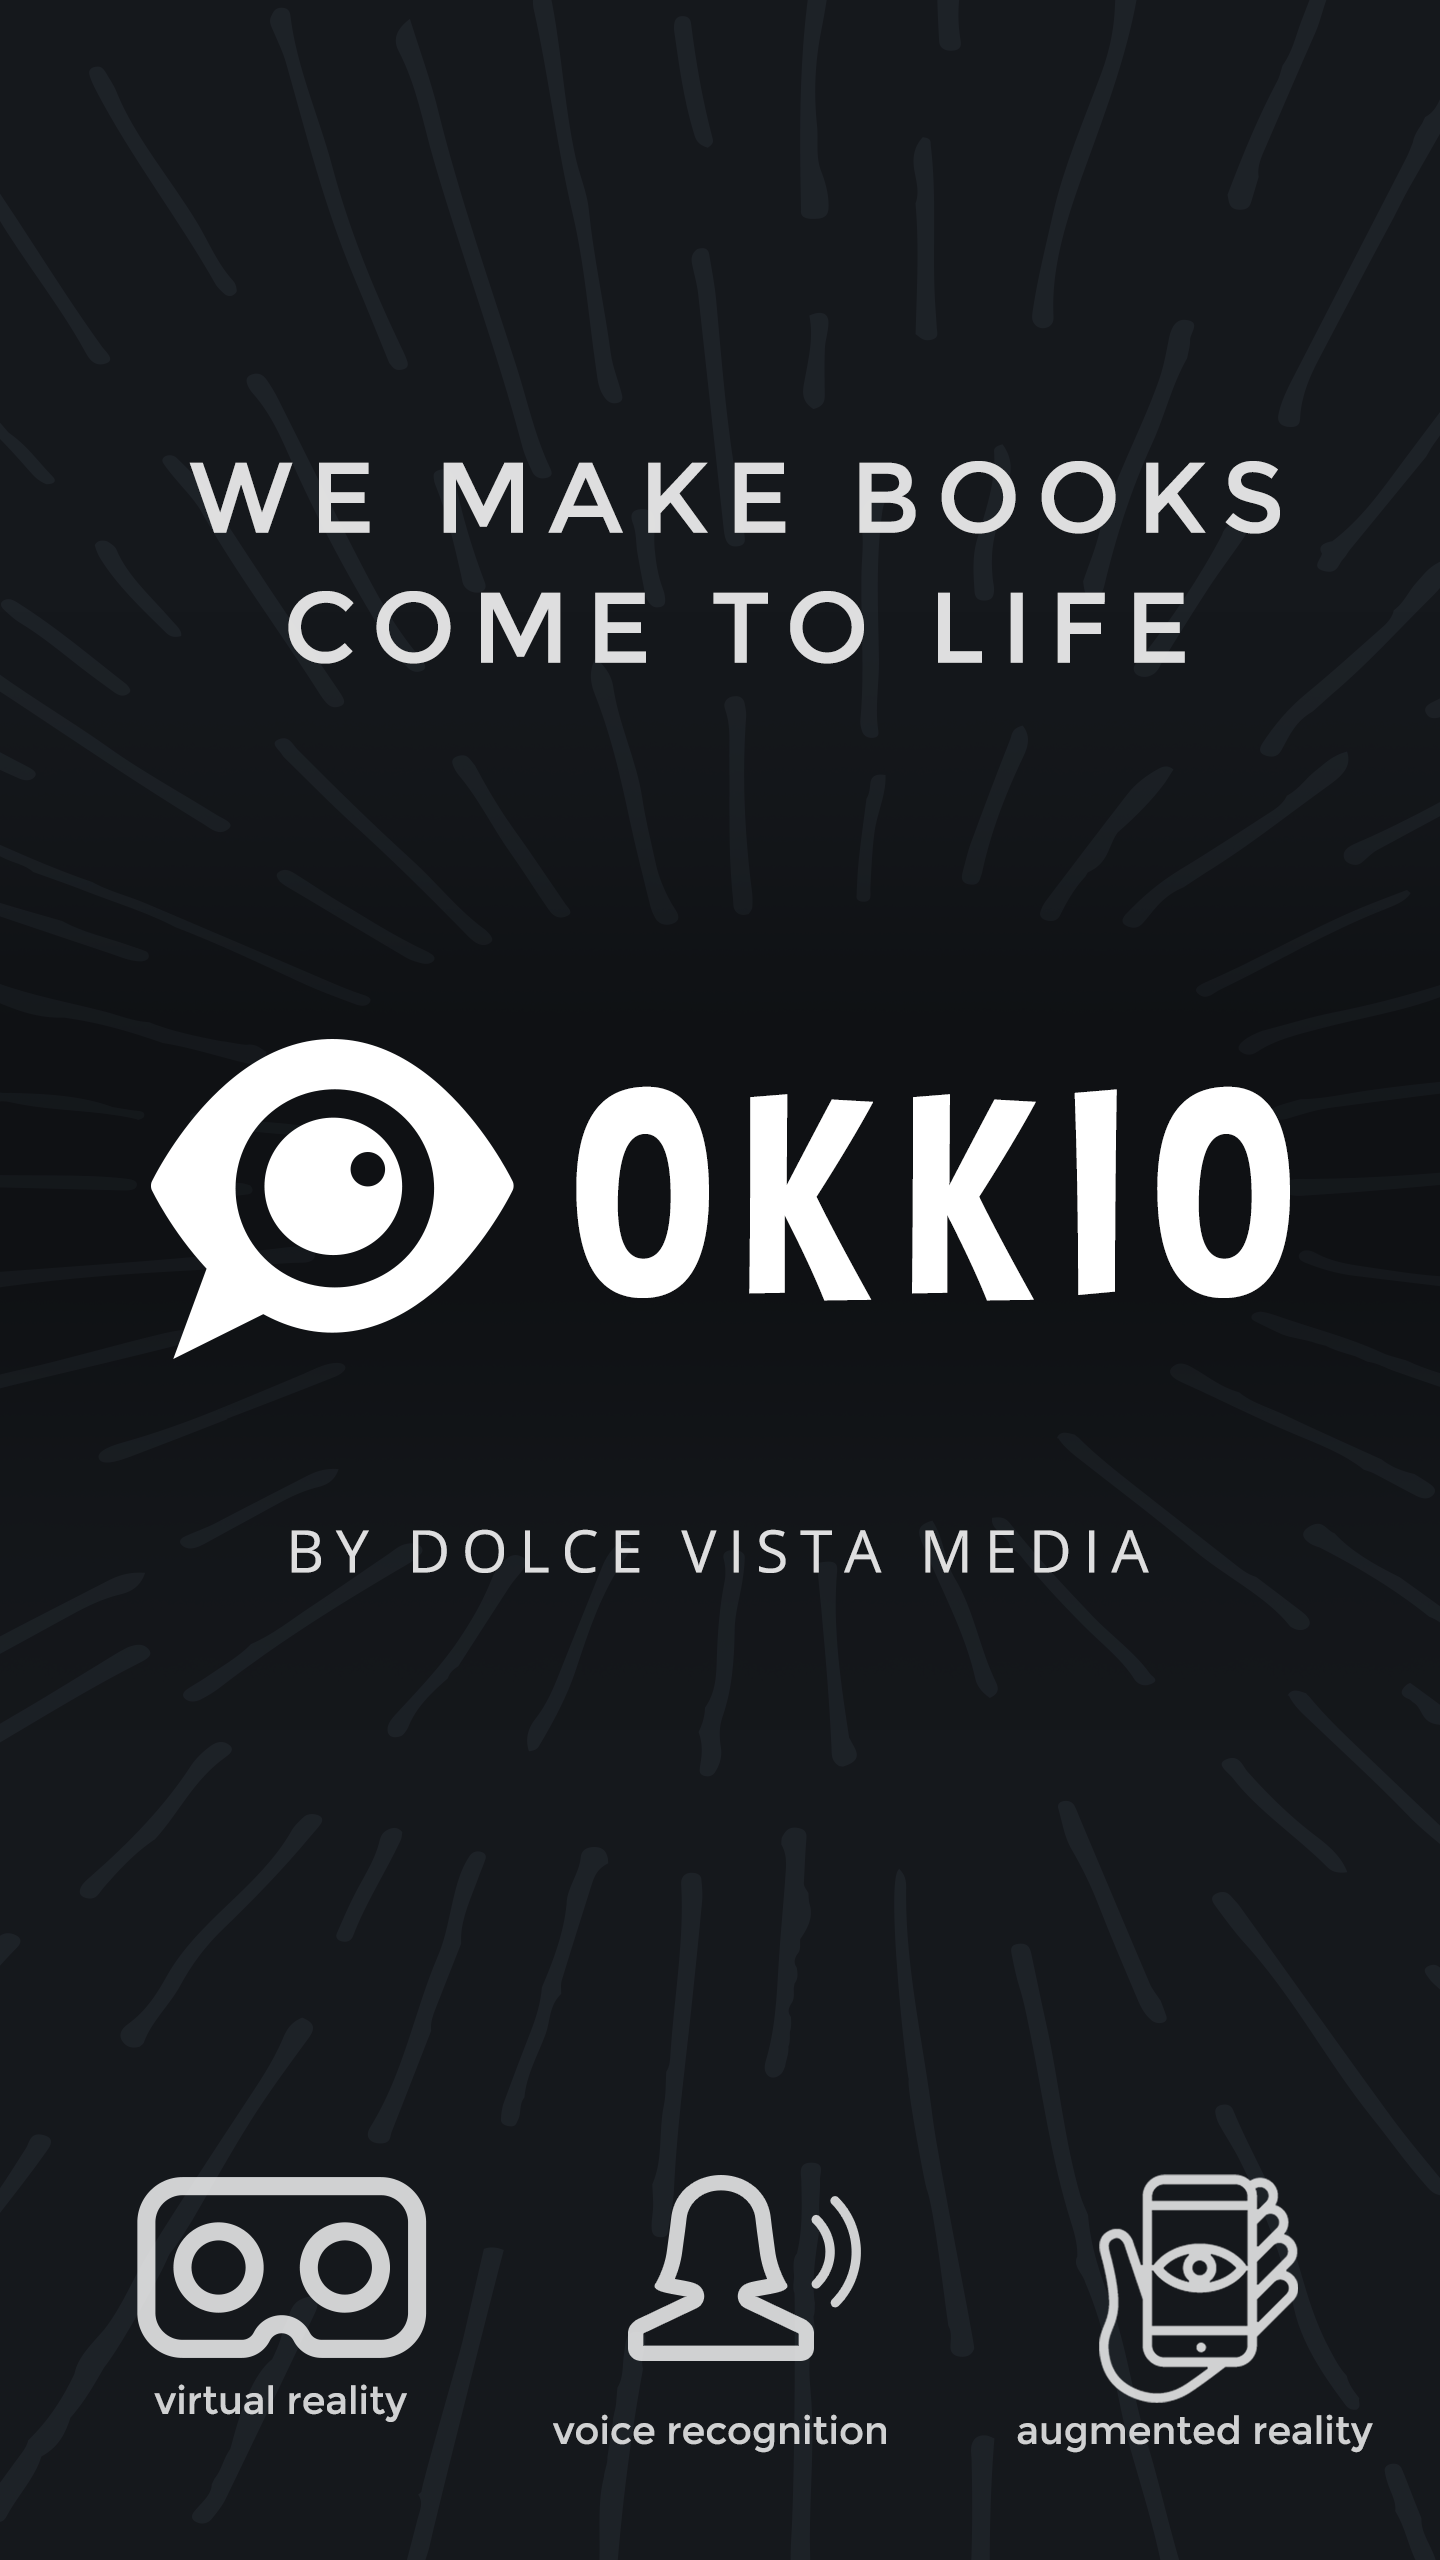 WE MAKE BOOKS
COME TO LIFE
OKKIO
BY DOLCE VISTA MEDIA
virtual reality
voice recognition
augmented reality